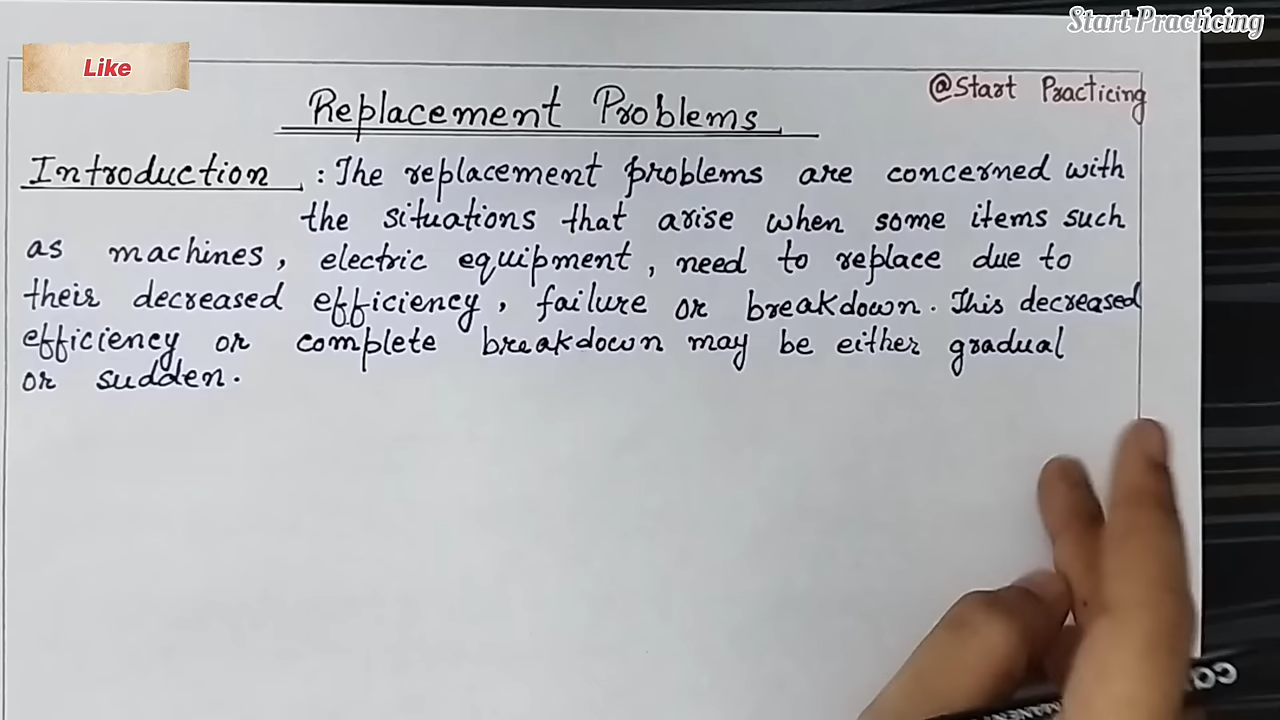 Start Practicing
Like
@Start Practicing
Replacement Problems
Introduction : The replacement problems are concerned with
the situations that arise when some items such
as machines, electric equipment, need to replace due to
their decreased efficiency, failure or breakdown. This decreased
efficiency or complete breakdown may be either gradual
or sudden.